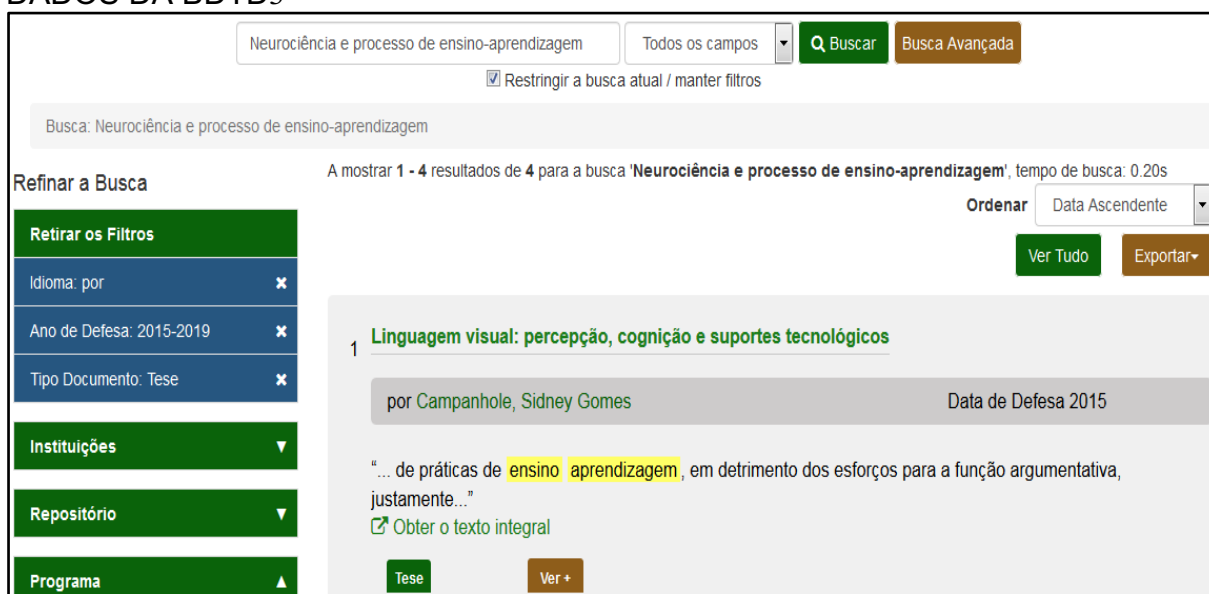 DADOS DA BDTD5
Neurociência e processo de ensino-aprendizagem Todos os campos Buscar Busca Avançada
Restringir a busca atual / manter filtros
Busca: Neurociência e processo de ensino-aprendizagem
A mostrar 1 - 4 resultados de 4 para a busca 'Neurociência e processo de ensino-aprendizagem', tempo de busca: 0.20s
Refinar a Busca
Ordenar Data Ascendente
Retirar os Filtros
Ver Tudo Exportar
Idioma: por
Ano de Defesa: 2015-2019
Tipo Documento: Tese
1 Linguagem visual: percepção, cognição e suportes tecnológicos
por Campanhole, Sidney Gomes Data de Defesa 2015
Instituições
“... de práticas de ensino aprendizagem, em detrimento dos esforços para a função argumentativa,
justamente...”
Repositório
Obter o texto integral
Programa
Tese Ver +